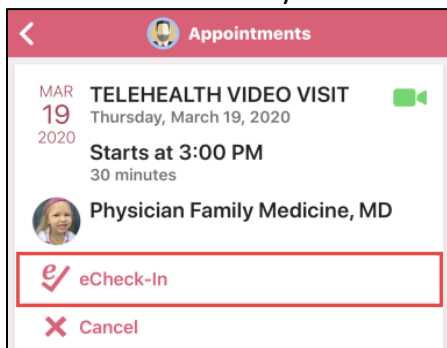 Appointments
MAR
19
2020
TELEHEALTH VIDEO VISIT
Thursday, March 19, 2020
Starts at 3:00 PM
30 minutes
Physician Family Medicine, MD
eCheck-In
Cancel